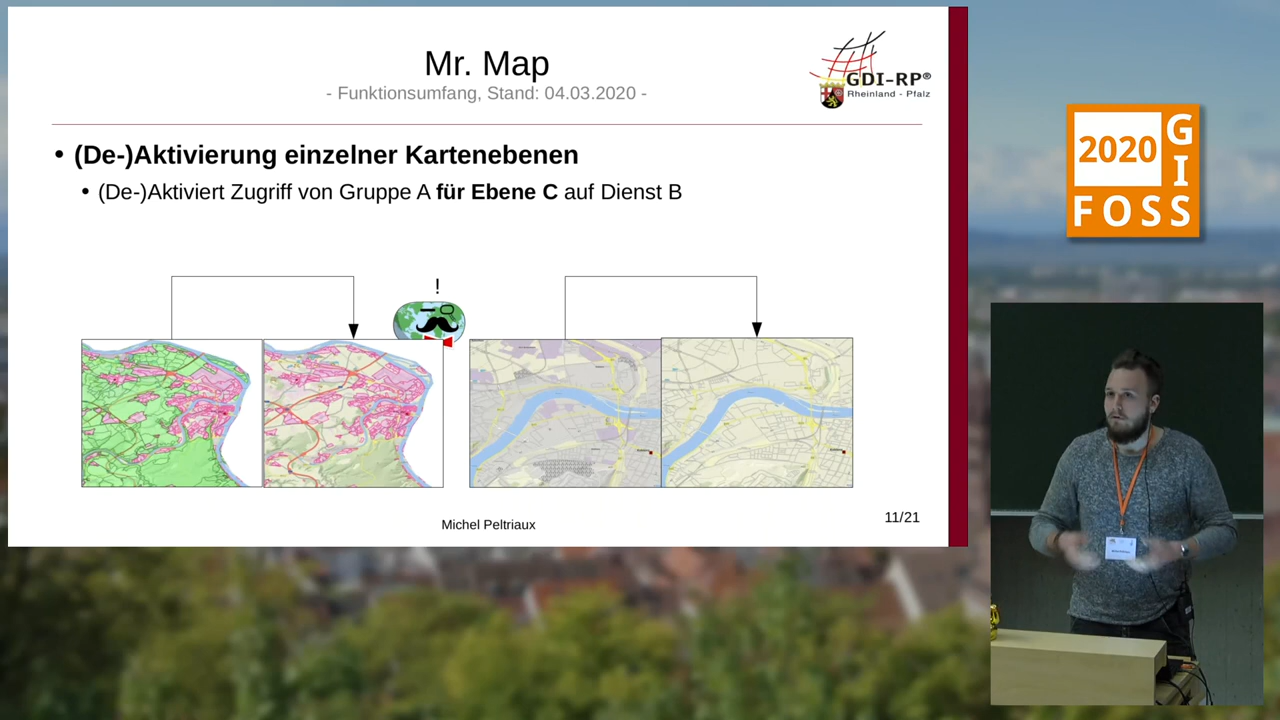 Mr. Map
- Funktionsumfang, Stand: 04.03.2020 -
GDI-RP®
Rheinland - Pfalz
• (De-)Aktivierung einzelner Kartenebenen
• (De-)Aktiviert Zugriff von Gruppe A für Ebene C auf Dienst B
!
Michel Peltriaux
11/21
2020
GIS
FOSS